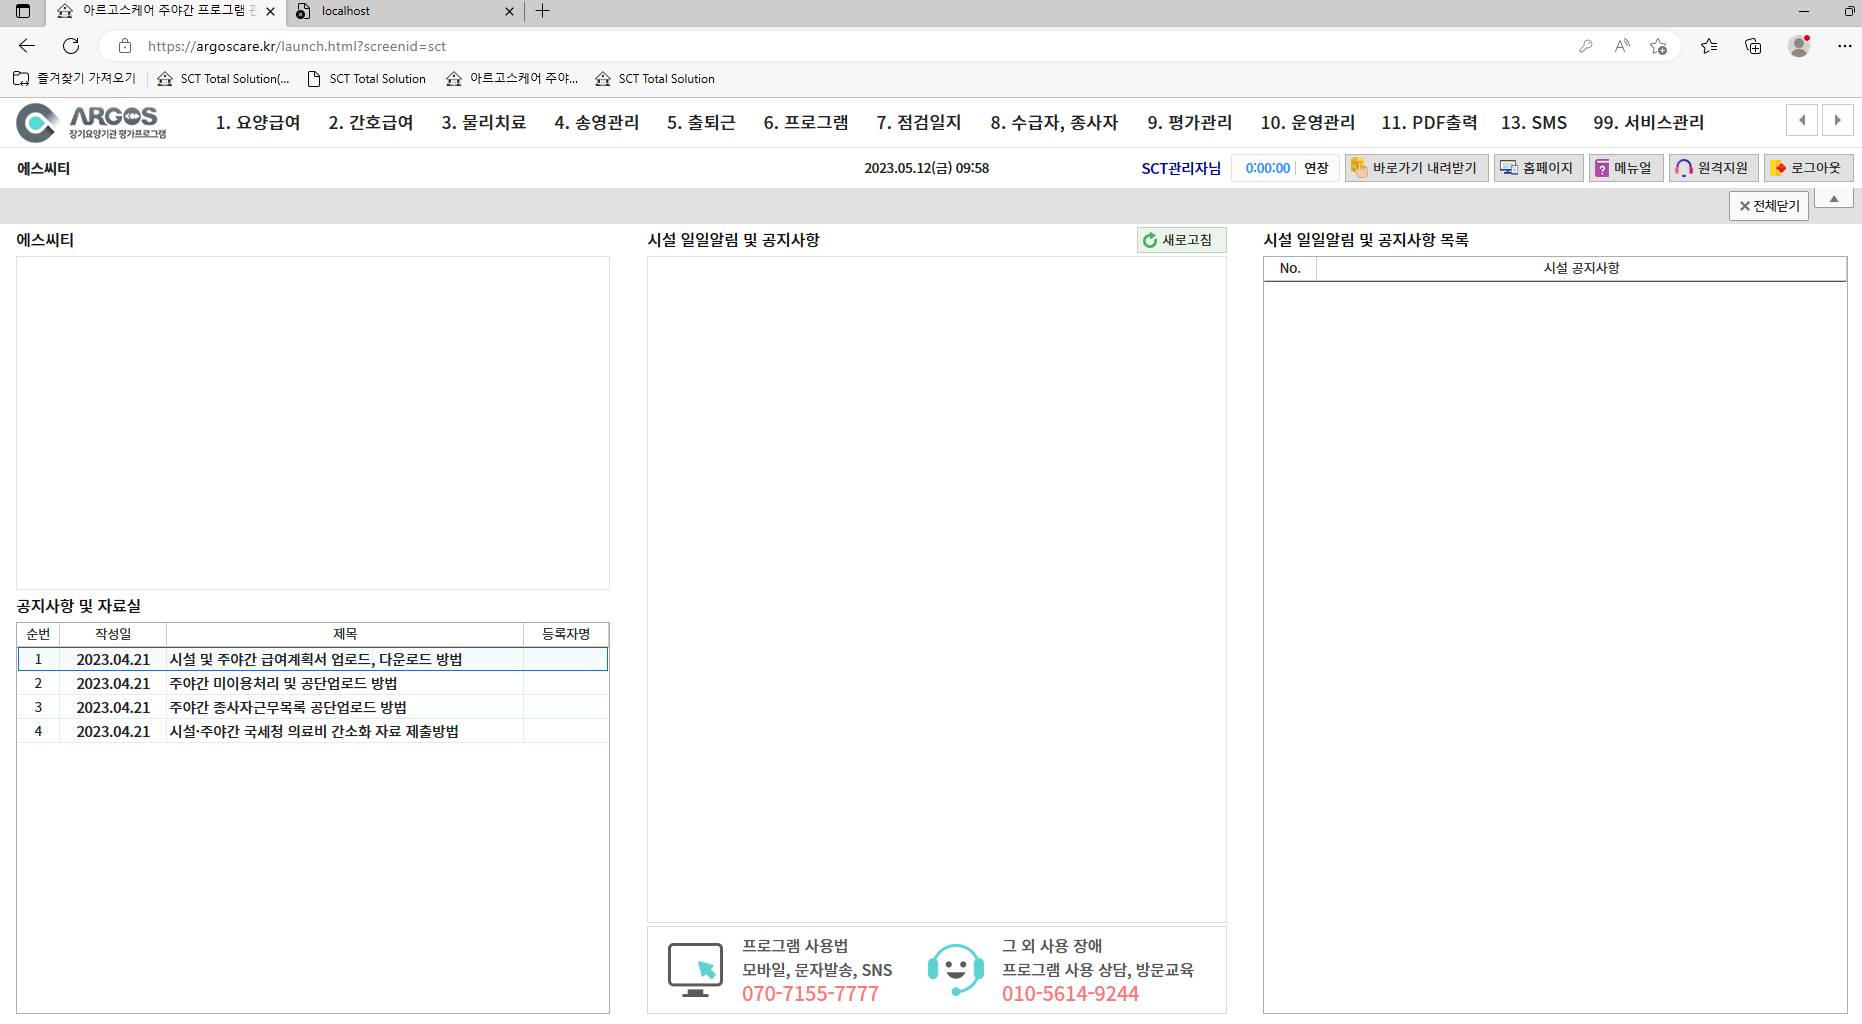 아르고스케어 주야간 프로그램
localhost
https://argoscare.kr/launch.html?screenid=sct
즐겨찾기 가져오기
SCT Total Solution(...
SCT Total Solution
아르고스케어 주야...
SCT Total Solution
ARGOS
장기요양기관 평가프로그램
1. 요양급여
2. 간호급여
3. 물리치료
4. 송영관리
5. 출퇴근
6. 프로그램
7. 점검일지
8. 수급자, 종사자
9. 평가관리
10. 운영관리
11. PDF출력
13. SMS
99. 서비스관리
에스씨티
2023.05.12(금) 09:58
SCT관리자님
0:00:00
연장
바로가기 내려받기
홈페이지
메뉴얼
원격지원
로그아웃
전체닫기
에스씨티
공지사항 및 자료실
순번 작성일 제목 등록자명
1 2023.04.21 시설 및 주야간 급여계획서 업로드, 다운로드 방법
2 2023.04.21 주야간 미이용처리 및 공단업로드 방법
3 2023.04.21 주야간 종사자근무목록 공단업로드 방법
4 2023.04.21 시설·주야간 국세청 의료비 간소화 자료 제출방법
시설 일일알림 및 공지사항
새로고침
프로그램 사용법
모바일, 문자발송, SNS
070-7155-7777
그 외 사용 장애
프로그램 사용 상담, 방문교육
010-5614-9244
시설 일일알림 및 공지사항 목록
No. 시설 공지사항